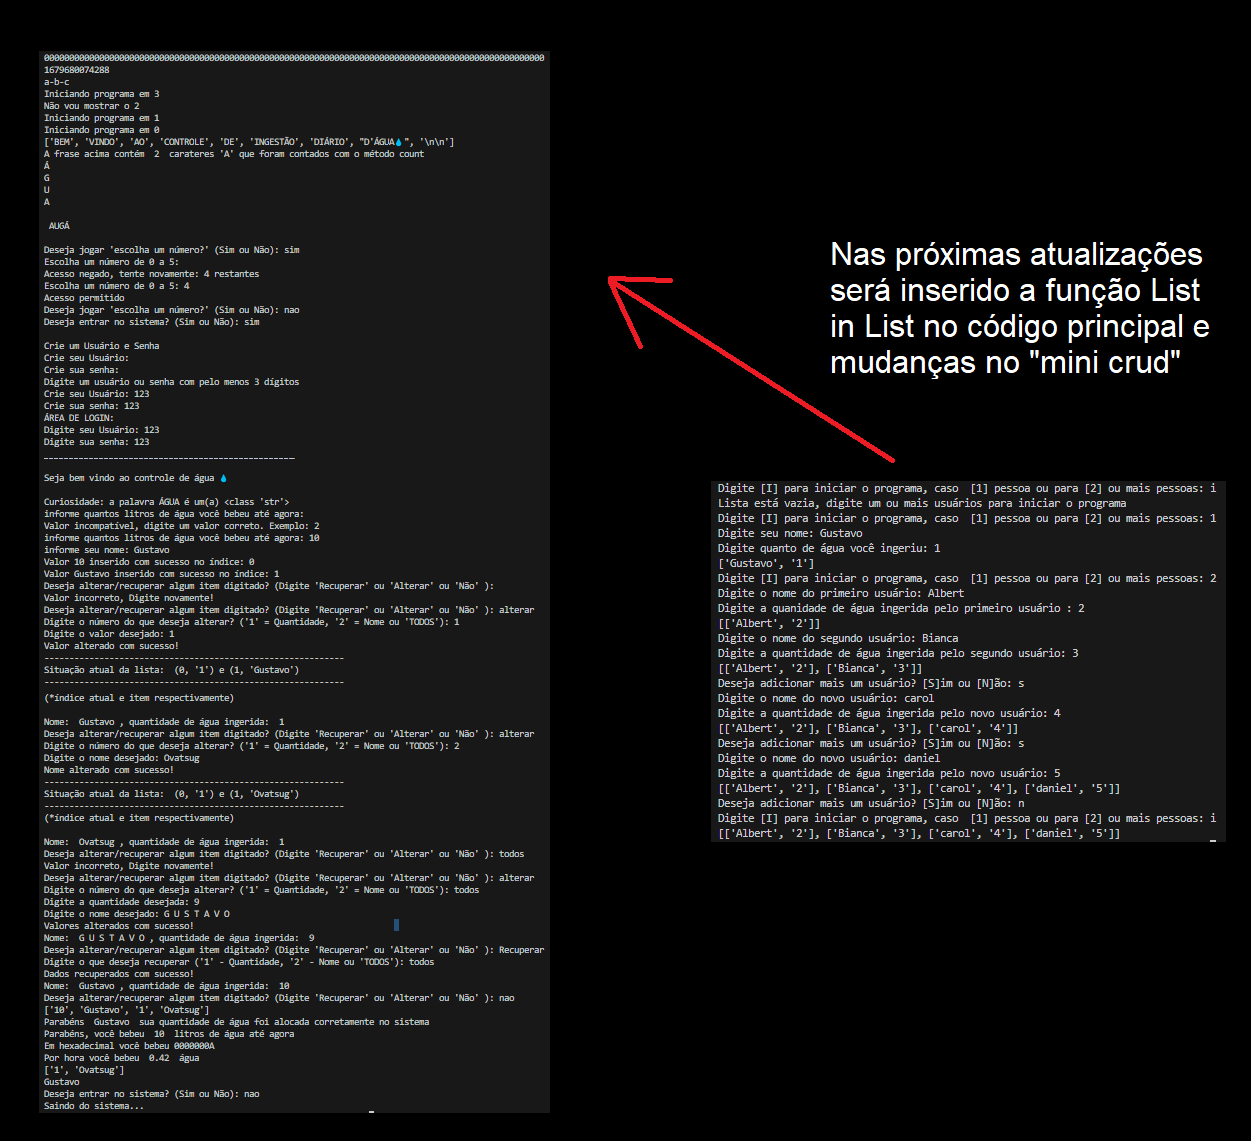 0000000000000000000000000000000000000000000000000000000000000000000000000000000000000000000000000000
1679680074288
a-b-c
Iniciando programa em 3
Não vou mostrar o 2
Iniciando programa em 1
Iniciando programa em 0
['BEM', 'VINDO', 'AO', 'CONTROLE', 'DE', 'INGESTÃO', 'DIÁRIO', "D'ÁGUA💧", '\n\n']
A frase acima contém  2  carateres 'A' que foram contados com o método count
Á
G
U
A
AUGÁ
Deseja jogar 'escolha um número?' (Sim ou Não): sim
Escolha um número de 0 a 5:
Acesso negado, tente novamente: 4 restantes
Escolha um número de 0 a 5: 4
Acesso permitido
Deseja jogar 'escolha um número?' (Sim ou Não): nao
Deseja entrar no sistema? (Sim ou Não): sim
Crie um Usuário e Senha
Crie seu Usuário:
Crie sua senha:
Digite um usuário ou senha com pelo menos 3 digitos
Crie seu Usuário: 123
Crie sua senha: 123
ÁREA DE LOGIN:
Digite seu Usuário: 123
Digite sua senha: 123
__________________________________________________
Seja bem vindo ao controle de água 💧
Curiosidade: a palavra ÁGUA é um(a) <class 'str'>
informe quantos litros de água você bebeu até agora:
Valor incompatível, digite um valor correto. Exemplo: 2
informe quantos litros de água você bebeu até agora: 10
informe seu nome: Gustavo
Valor 10 inserido com sucesso no índice: 0
Valor Gustavo inserido com sucesso no índice: 1
Deseja alterar/recuperar algum item digitado? (Digite 'Recuperar' ou 'Alterar' ou 'Não' ):
Valor incorreto, Digite novamente!
Deseja alterar/recuperar algum item digitado? (Digite 'Recuperar' ou 'Alterar' ou 'Não' ): alterar
Digite o número do que deseja alterar? ('1' = Quantidade, '2' = Nome ou 'TODOS'): 1
Digite o valor desejado: 1
Valor alterado com sucesso!
------------------------------------------------------------
Situação atual da lista:  (0, '1') e (1, 'Gustavo')
------------------------------------------------------------
(*índice atual e item respectivamente)
Nome:  Gustavo , quantidade de água ingerida:  1
Deseja alterar/recuperar algum item digitado? (Digite 'Recuperar' ou 'Alterar' ou 'Não' ): alterar
Digite o número do que deseja alterar? ('1' = Quantidade, '2' = Nome ou 'TODOS'): 2
Digite o nome desejado: Ovatsug
Nome alterado com sucesso!
------------------------------------------------------------
Situação atual da lista:  (0, '1') e (1, 'Ovatsug')
------------------------------------------------------------
(*índice atual e item respectivamente)
Nome:  Ovatsug , quantidade de água ingerida:  1
Deseja alterar/recuperar algum item digitado? (Digite 'Recuperar' ou 'Alterar' ou 'Não' ): todos
Valor incorreto, Digite novamente!
Deseja alterar/recuperar algum item digitado? (Digite 'Recuperar' ou 'Alterar' ou 'Não' ): alterar
Digite o número do que deseja alterar? ('1' = Quantidade, '2' = Nome ou 'TODOS'): todos
Digite a quantidade desejada: 9
Digite o nome desejado: G U S T A V O
Valores alterados com sucesso!
Nome:  G U S T A V O , quantidade de água ingerida:  9
Deseja alterar/recuperar algum item digitado? (Digite 'Recuperar' ou 'Alterar' ou 'Não' ): Recuperar
Digite o que deseja recuperar ('1' - Quantidade, '2' - Nome ou 'TODOS'): todos
Dados recuperados com sucesso!
Nome:  Gustavo , quantidade de água ingerida:  10
Deseja alterar/recuperar algum item digitado? (Digite 'Recuperar' ou 'Alterar' ou 'Não' ): nao
['10', 'Gustavo', '1', 'Ovatsug']
Parabéns  Gustavo  sua quantidade de água foi alocada corretamente no sistema
Parabéns, você bebeu  10  litros de água até agora
Em hexadecimal você bebeu 0000000A
Por hora você bebeu  0.42  água
['1', 'Ovatsug']
Gustavo
Deseja entrar no sistema? (Sim ou Não): nao
Saindo do sistema...
Nas próximas atualizações
será inserido a função List
in List no código principal e
mudanças no "mini crud"
Digite [I] para iniciar o programa, caso  [1] pessoa ou para [2] ou mais pessoas: i
Lista está vazia, digite um ou mais usuários para iniciar o programa
Digite [I] para iniciar o programa, caso  [1] pessoa ou para [2] ou mais pessoas: 1
Digite seu nome: Gustavo
Digite quanto de água você ingeriu: 1
['Gustavo', '1']
Digite [I] para iniciar o programa, caso  [1] pessoa ou para [2] ou mais pessoas: 2
Digite o nome do primeiro usuário: Albert
Digite a quanidade de água ingerida pelo primeiro usuário : 2
[['Albert', '2']]
Digite o nome do segundo usuário: Bianca
Digite a quantidade de água ingerida pelo segundo usuário: 3
[['Albert', '2'], ['Bianca', '3']]
Deseja adicionar mais um usuário? [S]im ou [N]ão: s
Digite o nome do novo usuário: carol
Digite a quantidade de água ingerida pelo novo usuário: 4
[['Albert', '2'], ['Bianca', '3'], ['carol', '4']]
Deseja adicionar mais um usuário? [S]im ou [N]ão: s
Digite o nome do novo usuário: daniel
Digite a quantidade de água ingerida pelo novo usuário: 5
[['Albert', '2'], ['Bianca', '3'], ['carol', '4'], ['daniel', '5']]
Deseja adicionar mais um usuário? [S]im ou [N]ão: n
Digite [I] para iniciar o programa, caso  [1] pessoa ou para [2] ou mais pessoas: i
[['Albert', '2'], ['Bianca', '3'], ['carol', '4'], ['daniel', '5']]